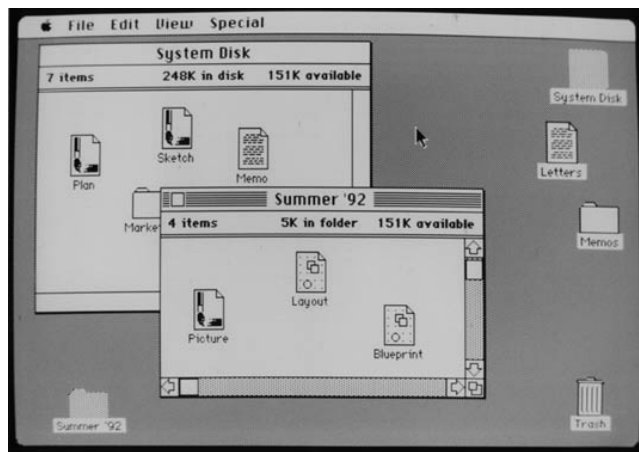 File Edit View Special
System Disk
7 items 248K in disk 151K available
System Disk
Sketch
Plan
Memo
Letters
Marke
Summer '92
4 items 5K in folder 151K available
Memos
Layout
Picture
Blueprint
Summer '92
Trash